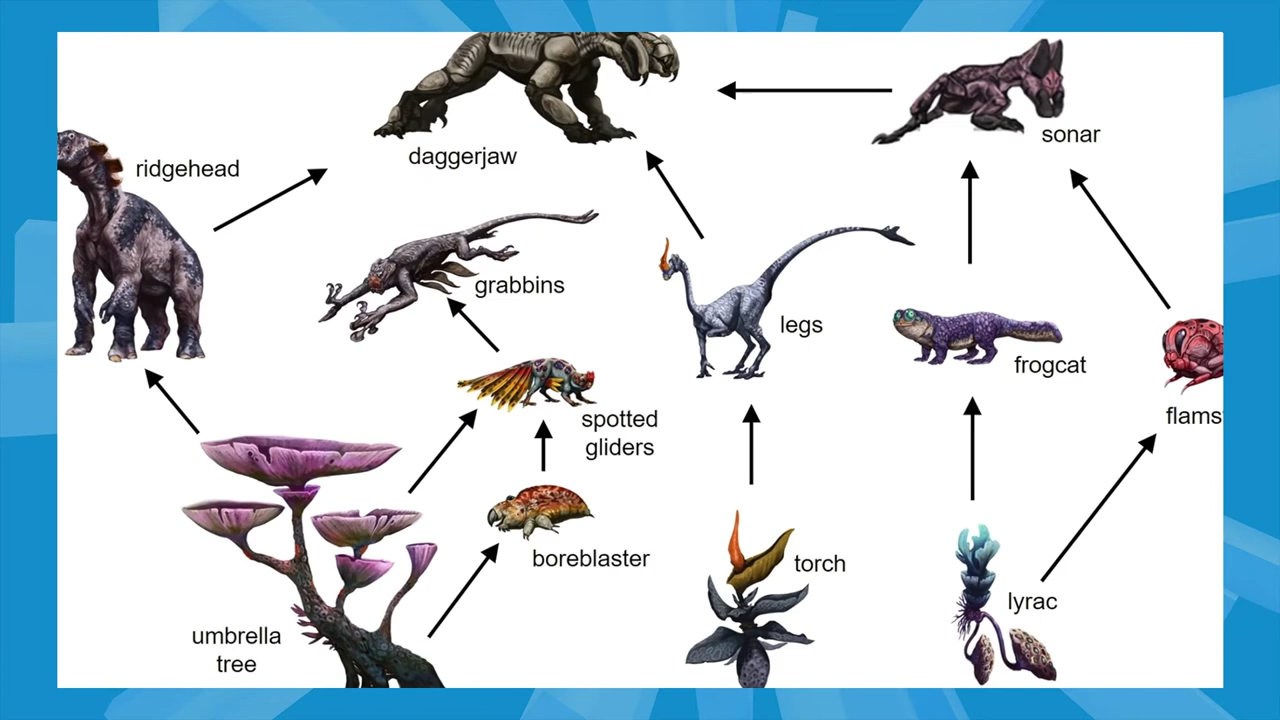 daggerjaw
sonar
ridgehead
grabbins
legs
frogcat
flams
spotted
gliders
boreblaster
torch
lyrac
umbrella
tree